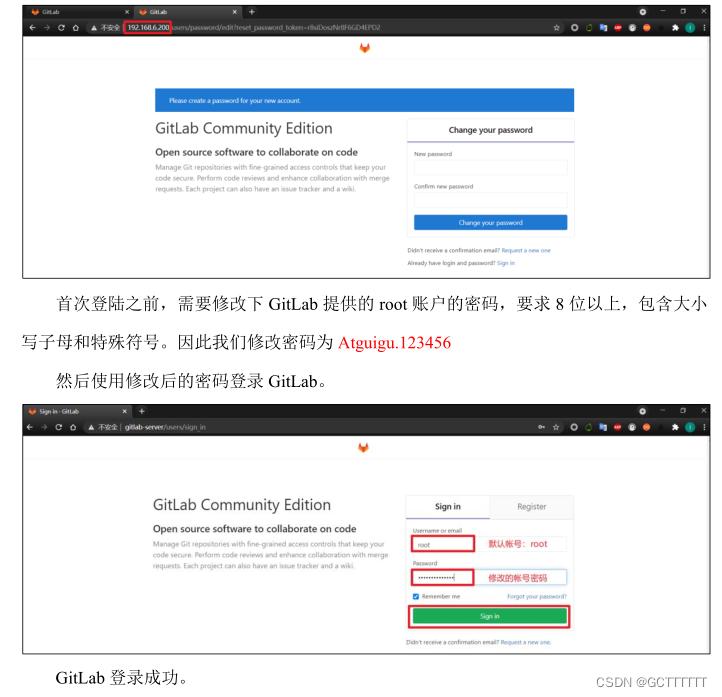 GitLab GitLab
不安全 192.168.6.200/users/password/edit?reset_password_token=
Please create a password for your new account.
GitLab Community Edition
Open source software to collaborate on code
Manage Git repositories with fine-grained access controls that keep your
code secure. Perform code reviews and enhance collaboration with merge
requests. Each project can also have an issue tracker and a wiki.
Change your password
New password
Confirm new password
Change your password
Didn't receive a confirmation email? Request a new one
Already have login and password? Sign in
首次登陆之前，需要修改下 GitLab 提供的 root 账户的密码，要求 8 位以上，包含大小
写子母和特殊符号。因此我们修改密码为 Atguigu.123456
然后使用修改后的密码登录 GitLab。
Sign in · GitLab
不安全 | gitlab-server/users/sign_in
GitLab Community Edition
Open source software to collaborate on code
Manage Git repositories with fine-grained access controls that keep your
code secure. Perform code reviews and enhance collaboration with merge
requests. Each project can also have an issue tracker and a wiki.
Sign in Register
Username or email
root 默认帐号：root
Password
修改的帐号密码
Remember me Forgot your password?
Sign in
Didn't receive a confirmation email? Request a new one.
GitLab 登录成功。
CSDN @GCTTTTTT